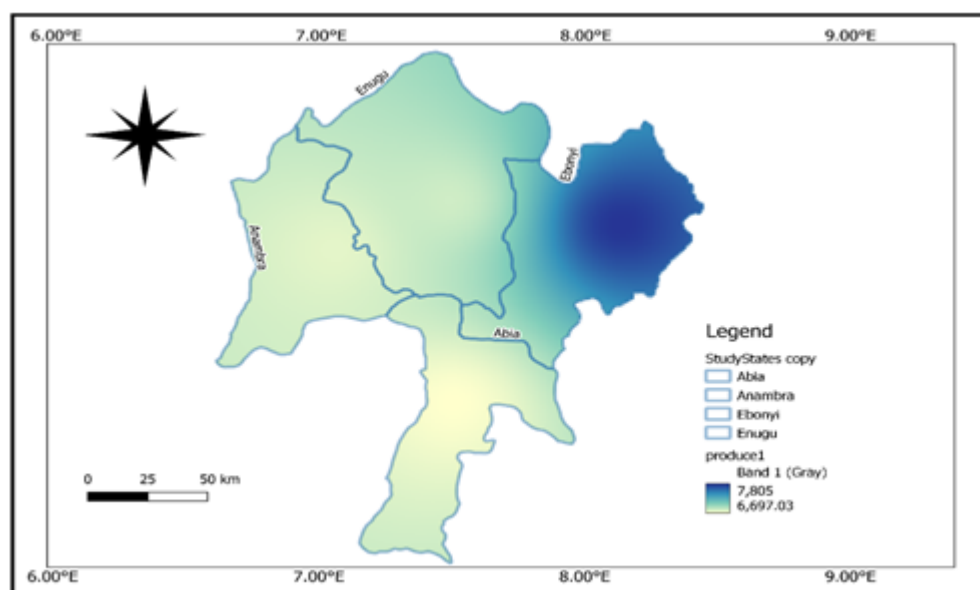 6.00°E 7.00°E 8.00°E 9.00°E
Enugu
Ebonyi
Anambra
Abia
Legend
StudyStates copy
Abia
Anambra
Ebonyi
Enugu
produce1
Band 1 (Gray)
7,805
6,697.03
0 25 50 km
6.00°E 7.00°E 8.00°E 9.00°E